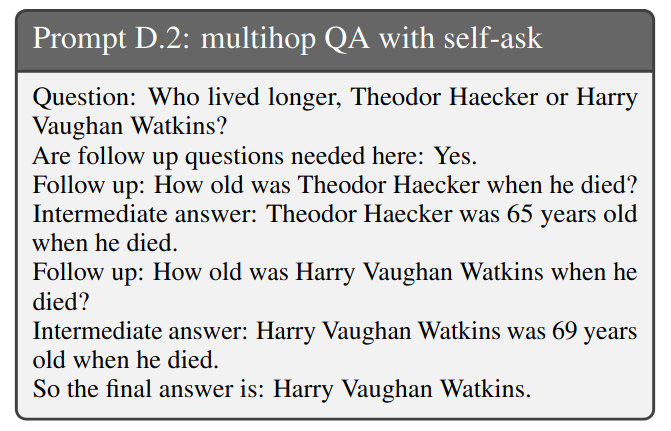 Prompt D.2: multihop QA with self-ask
Question: Who lived longer, Theodor Haecker or Harry
Vaughan Watkins?
Are follow up questions needed here: Yes.
Follow up: How old was Theodor Haecker when he died?
Intermediate answer: Theodor Haecker was 65 years old
when he died.
Follow up: How old was Harry Vaughan Watkins when he
died?
Intermediate answer: Harry Vaughan Watkins was 69 years
old when he died.
So the final answer is: Harry Vaughan Watkins.